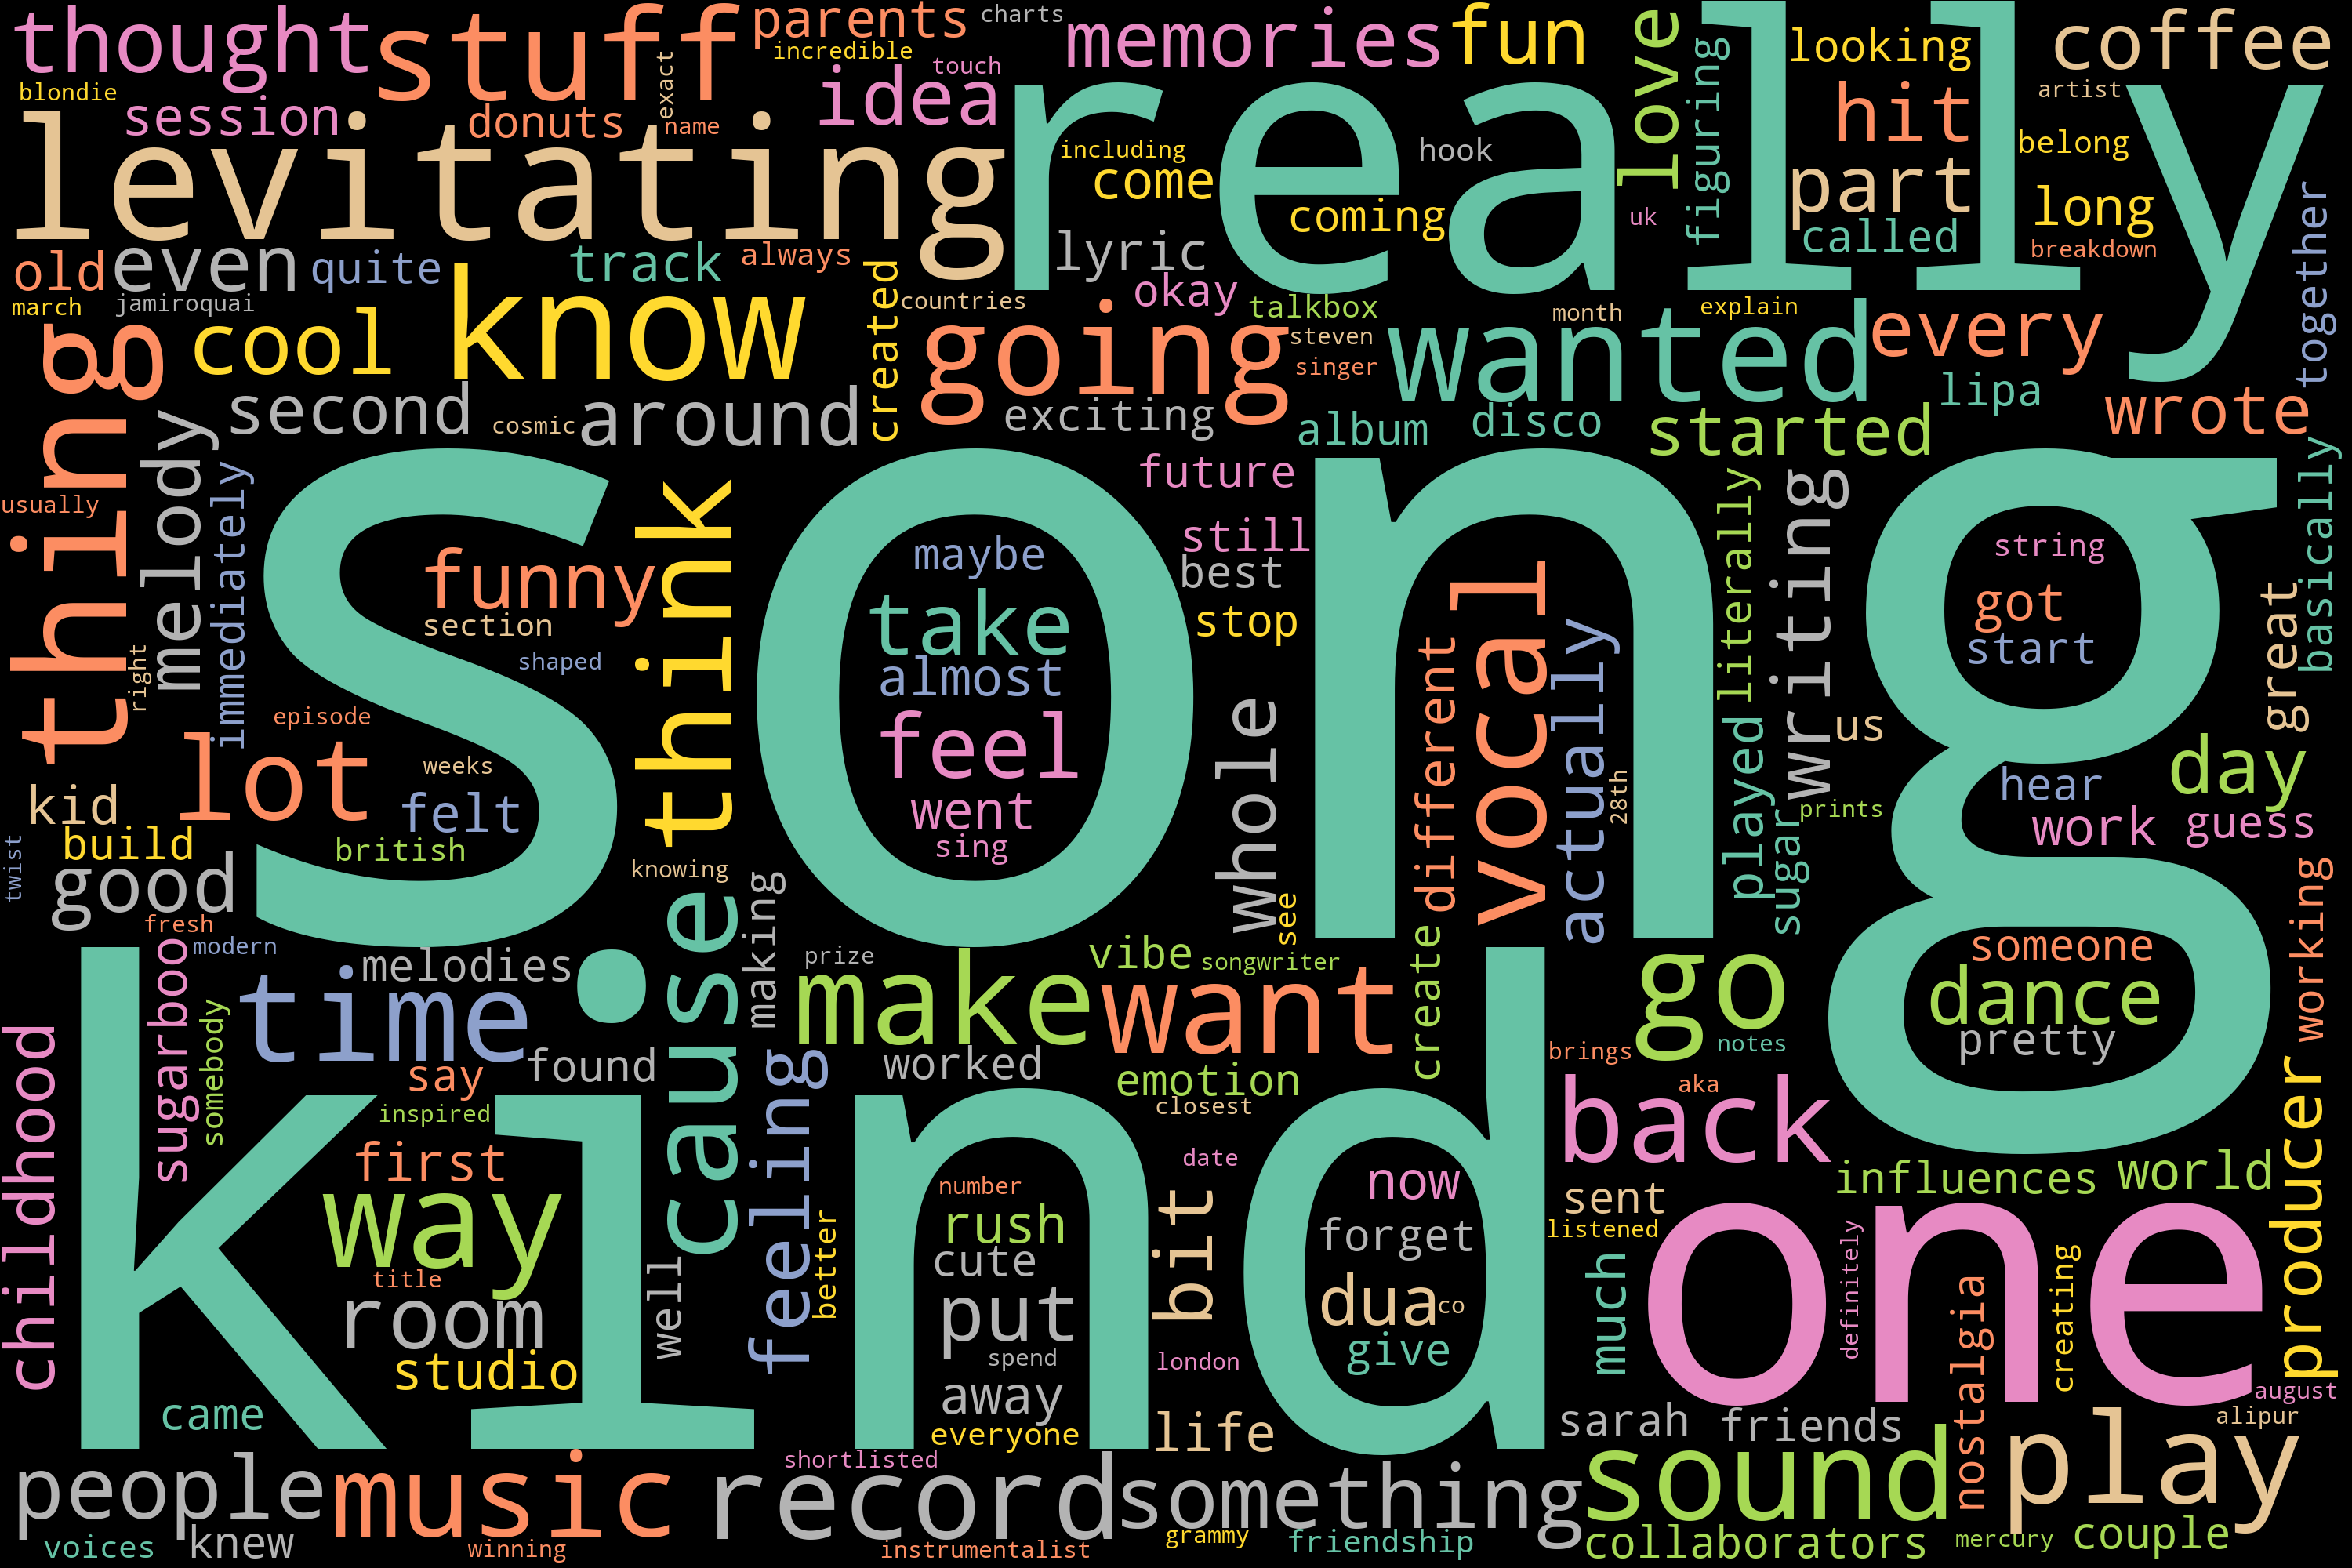 thought
stuff
parents
charts
memories
fun
love
really
looking
coffee
blondie
session
donuts
exact
name
incredible
touch
idea
figuring
hit
artist
levitating
including
come
hook
coming
uk
part
called
belong
long
breakdown
together
old
even
quite
track
always
created
lyric
okay
countries
talkbox
month
explain
march
jamiroquai
thing
cool
know
going
steven
singer
wanted
every
lipa
wrote
second
cosmic
around
exciting
album
disco
started
melody
immediately
usually
right
song
future
still
best
stop
think
funny
section
shaped
maybe
take
almost
feel
went
sing
whole
see
different
vocal
actually
28th
literally
played
writing
sugar
string
got
start
great
basically
us
prints
hear
day
work
guess
episode
lot
weeks
felt
british
kid
build
good
twist
fresh
modern
knowing
cause
making
prize
melodies
time
make
vibe
songwriter
want
create
go
someone
dance
pretty
working
childhood
sugarboo
somebody
kind
say
found
worked
emotion
closest
brings
notes
aka
back
producer
inspired
first
way
title
room
studio
came
well
feeling
better
number
rush
cute
put
spend
away
everyone
date
bit
london
life
now
forget
dua
co
give
sent
listened
influences
world
much
one
definitely
nostalgia
creating
august
alipur
sarah
friends
people
music
shortlisted
record
something
sound
play
voices
knew
winning
instrumentalist
grammy
friendship
collaborators
mercury
couple